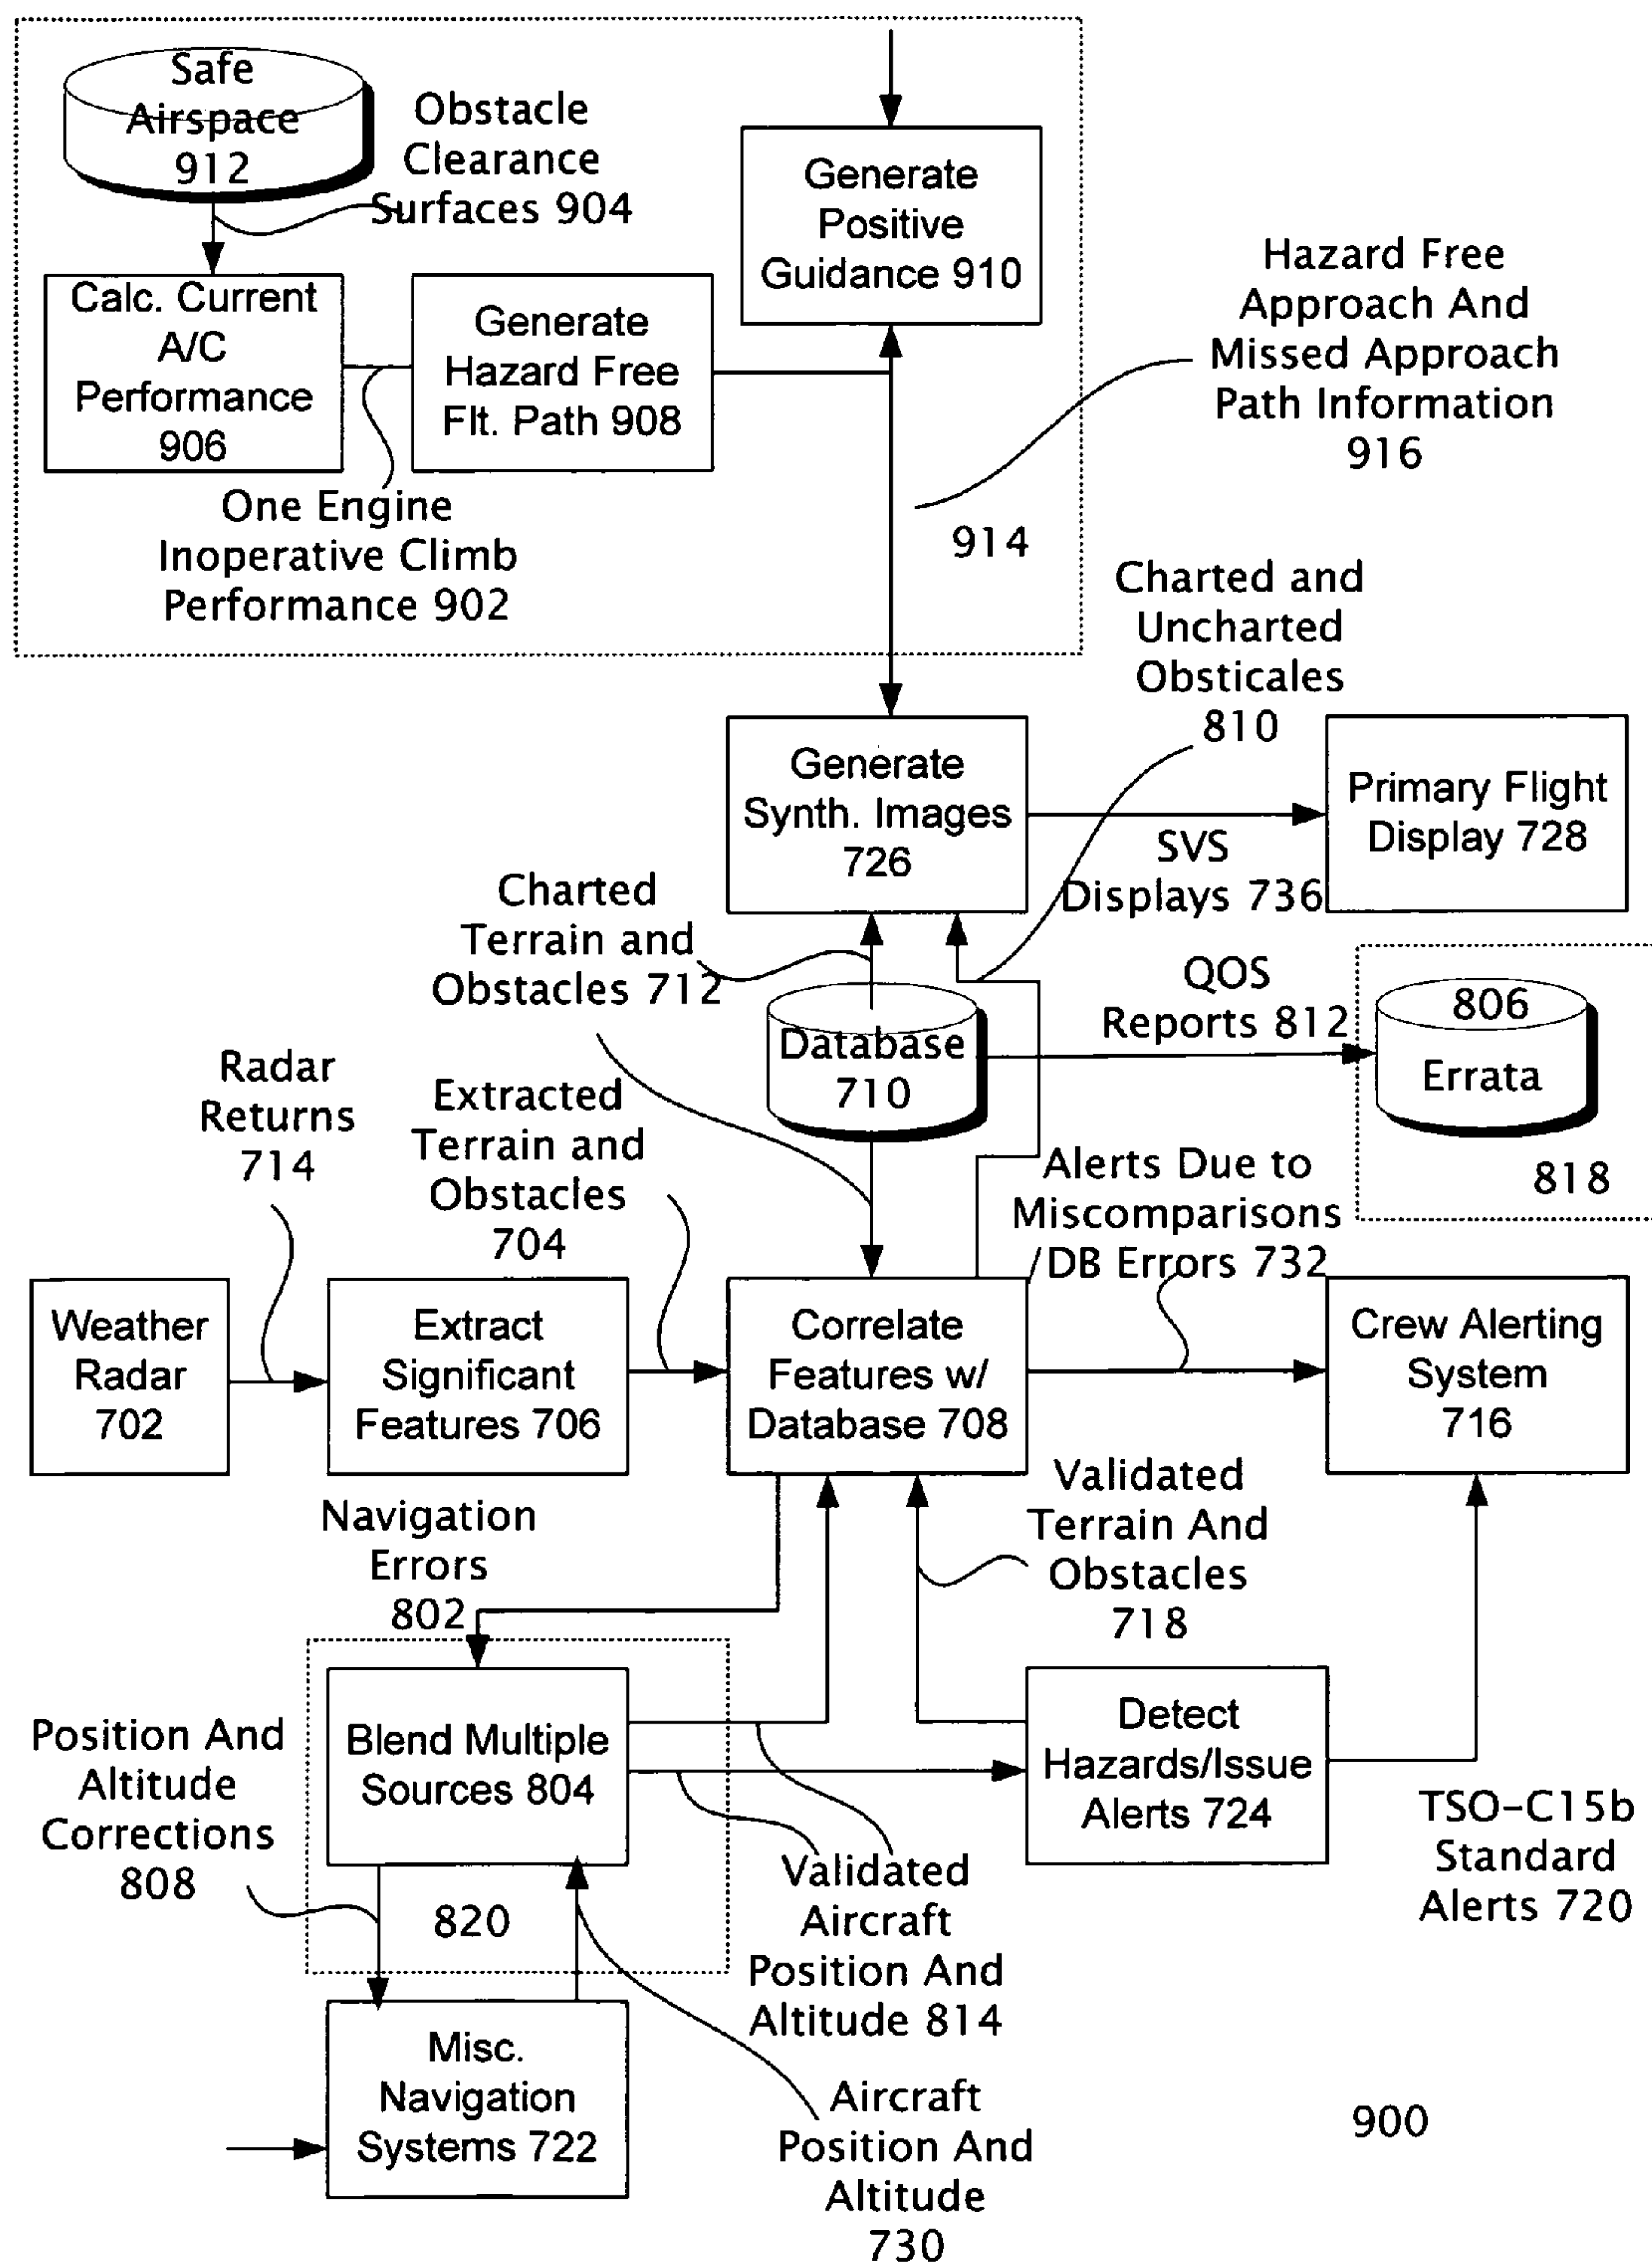 Safe
Airspace
912
Obstacle
Clearance
Surfaces 904
Generate
Positive
Guidance 910
Calc. Current
A/C
Performance
906
Generate
Hazard Free
Flt. Path 908
Hazard Free
Approach And
Missed Approach
Path Information
916
One Engine
Inoperative Climb
Performance 902
914
Charted and
Uncharted
Obsticales
810
Generate
Synth. Images
726
Primary Flight
Display 728
SVS
Displays 736
Charted
Terrain and
Obstacles 712
QOS
Reports 812
Database
710
806
Errata
818
Radar
Returns
714
Extracted
Terrain and
Obstacles
704
Alerts Due to
Miscomparisons
/ DB Errors 732
Weather
Radar
702
Extract
Significant
Features 706
Correlate
Features w/
Database 708
Crew Alerting
System
716
Navigation
Errors
802
Validated
Terrain And
Obstacles
718
Position And
Altitude
Corrections
808
Blend Multiple
Sources 804
Detect
Hazards/Issue
Alerts 724
TSO-C15b
Standard
Alerts 720
820
Validated
Aircraft
Position And
Altitude 814
Misc.
Navigation
Systems 722
Aircraft
Position And
Altitude
730
900